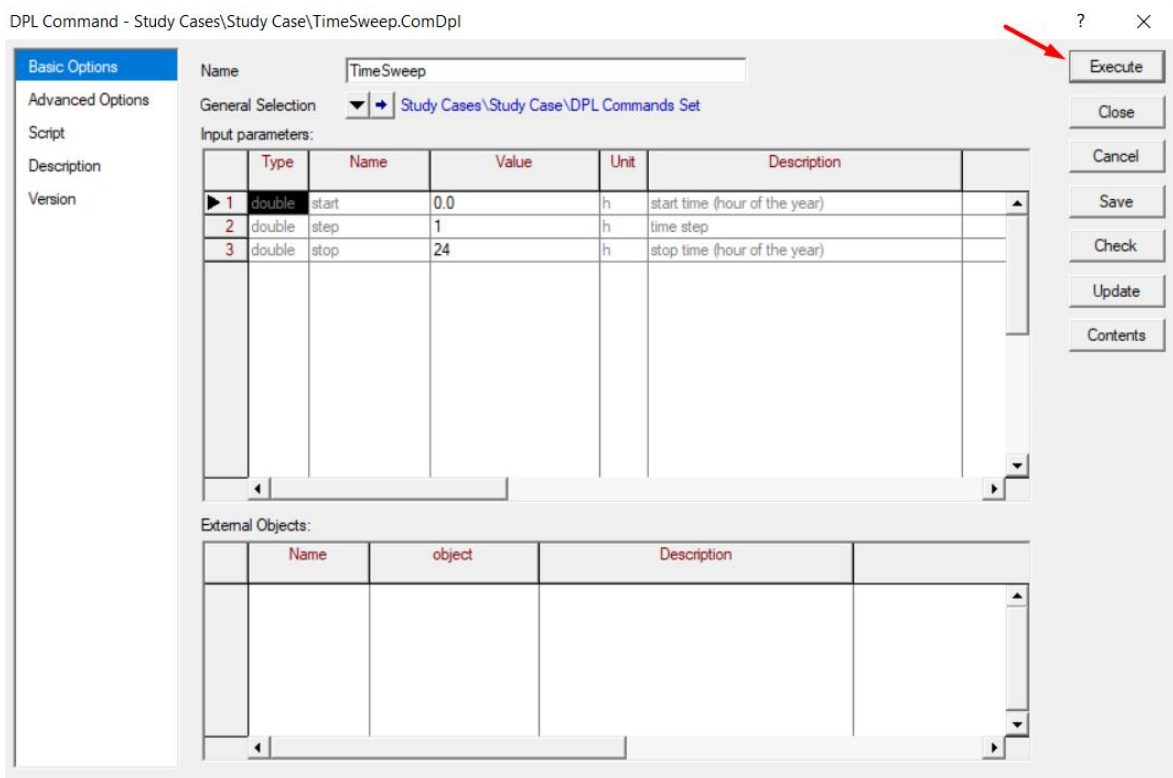 DPL Command - Study Cases\Study Case\TimeSweep.ComDpl ? ×
Basic Options
Advanced Options
Script
Description
Version
Name TimeSweep
General Selection Study Cases\Study Case\DPL Commands Set
Input parameters:
Type Name Value Unit Description
1 double start 0.0 h start time (hour of the year)
2 double step 1 h time step
3 double stop 24 h stop time (hour of the year)
External Objects:
Name object Description
Execute
Close
Cancel
Save
Check
Update
Contents